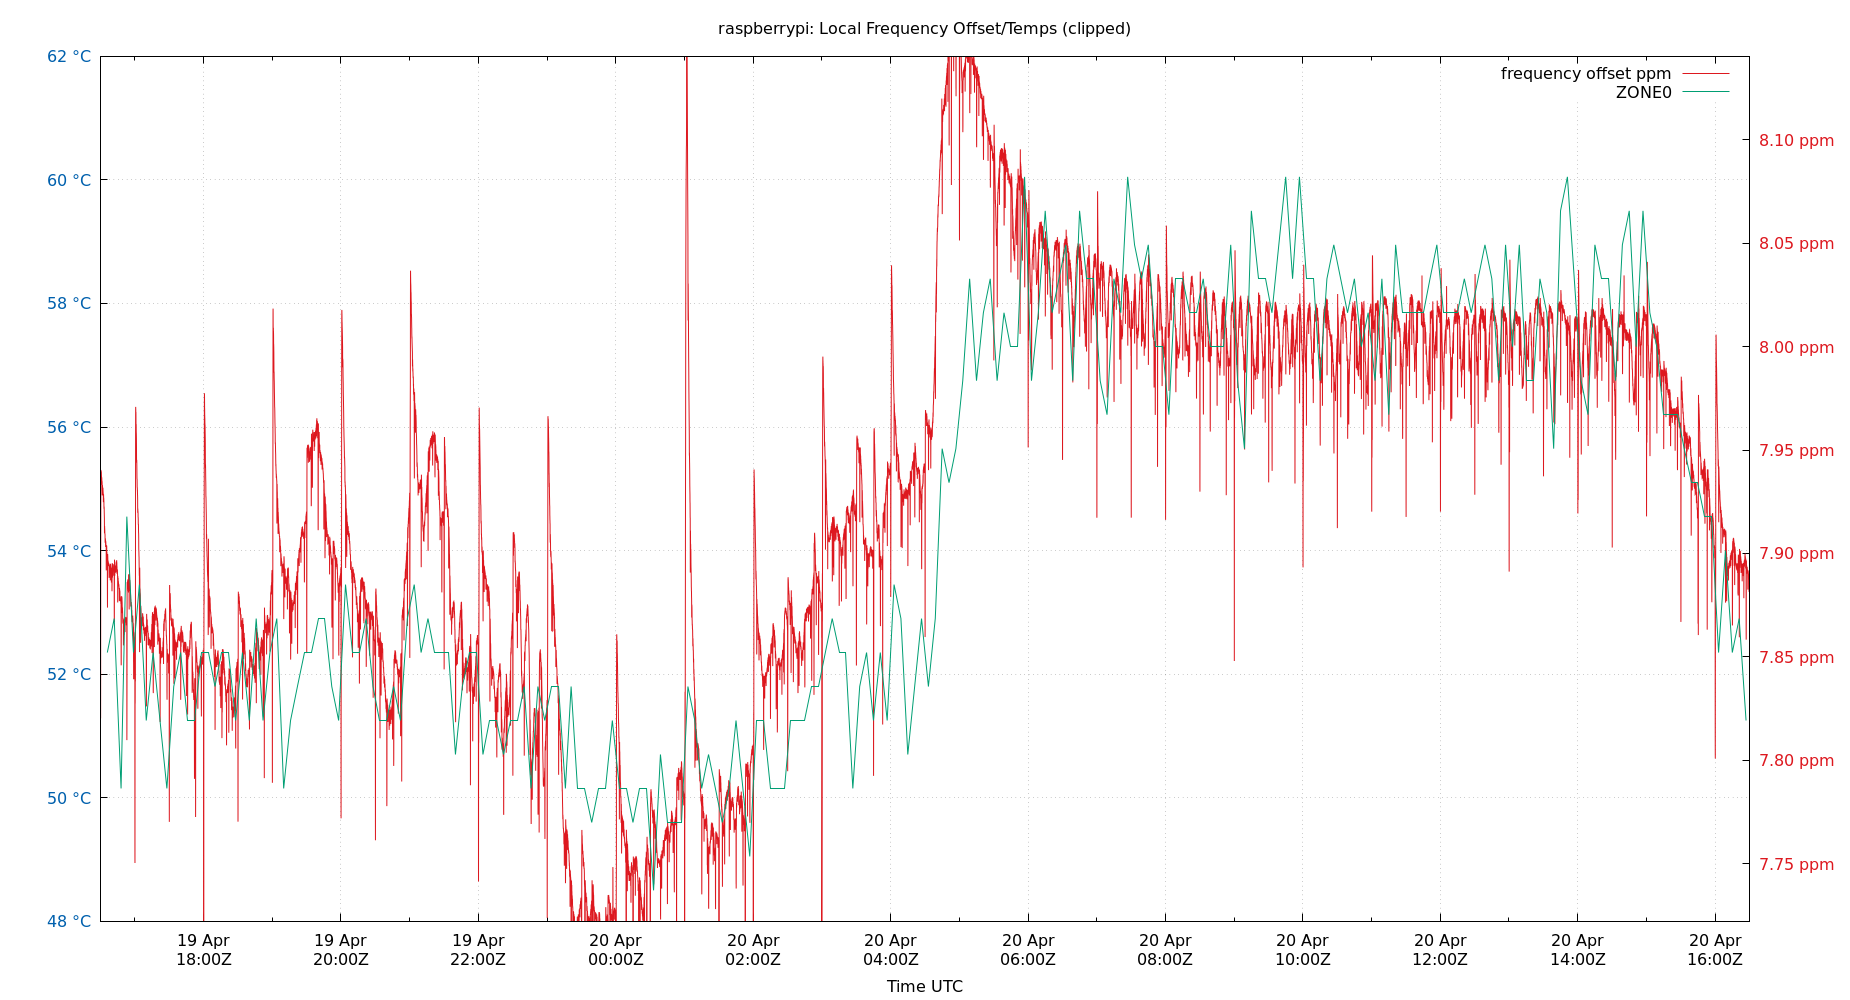 raspberrypi: Local Frequency Offset/Temps (clipped)
frequency offset ppm
ZONE0
62 °C
60 °C
58 °C
56 °C
54 °C
52 °C
50 °C
48 °C
8.10 ppm
8.05 ppm
8.00 ppm
7.95 ppm
7.90 ppm
7.85 ppm
7.80 ppm
7.75 ppm
19 Apr 19 Apr 19 Apr 20 Apr 20 Apr 20 Apr 20 Apr 20 Apr 20 Apr 20 Apr 20 Apr 20 Apr
18:00Z 20:00Z 22:00Z 00:00Z 02:00Z 04:00Z 06:00Z 08:00Z 10:00Z 12:00Z 14:00Z 16:00Z
Time UTC